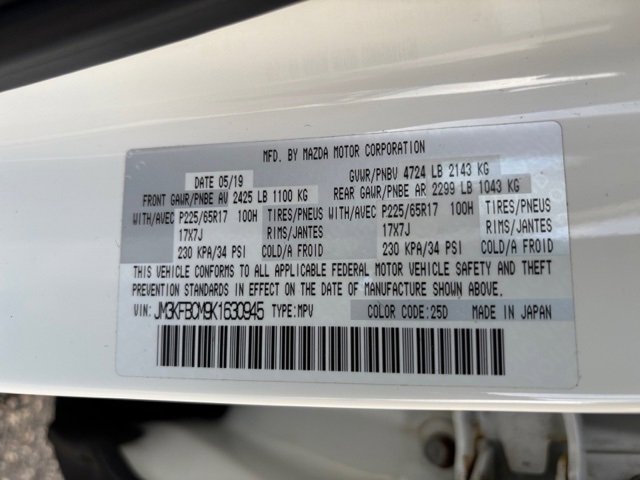 MFD. BY MAZDA MOTOR CORPORATION
DATE 05/19 GVWR/PNBV 4724 LB 2143 KG
FRONT GAWR/PNBE AV 2425 LB 1100 KG REAR GAWR/PNBE AR 2299 LB 1043 KG
WITH/AVEC P225/65R17 100H TIRES/PNEUS WITH/AVEC P225/65R17 100H TIRES/PNEUS
17X7J RIMS/JANTES 17X7J RIMS/JANTES
230 KPA/34 PSI COLD/A FROID 230 KPA/34 PSI COLD/A FROID
THIS VEHICLE CONFORMS TO ALL APPLICABLE FEDERAL MOTOR VEHICLE SAFETY AND THEFT
PREVENTION STANDARDS IN EFFECT ON THE DATE OF MANUFACTURE SHOWN ABOVE.
VIN: JM3KFBCM9K1630945 TYPE:MPV COLOR CODE:25D MADE IN JAPAN